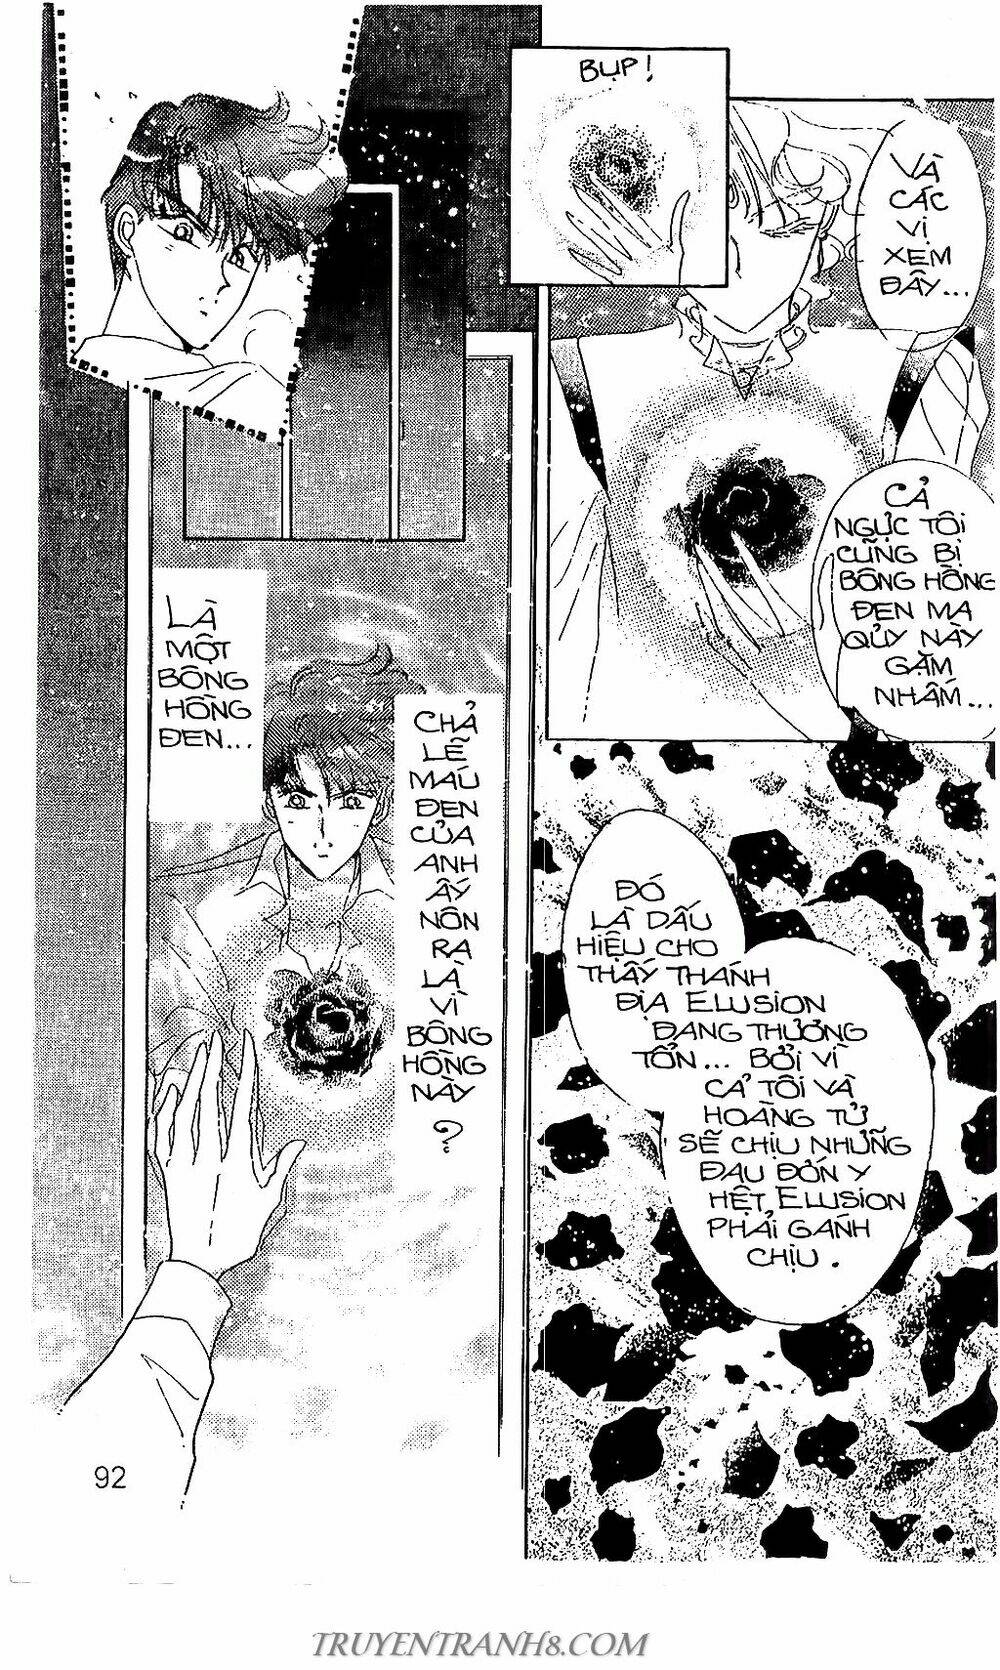 VÀ
CÁC
VỊ
XEM
ĐÂY...
BỤP!
CẢ
NGỰC TÔI
CŨNG BỊ
BÔNG HỒNG
ĐEN MA
QỦY NÀY
GẶM
NHẤM...
ĐÓ
LÀ DẤU
HIỆU CHO
THẤY THÁNH
ĐỊA ELUSION
ĐANG THƯƠNG
TỔN... BỞI VÌ
CẢ TÔI VÀ
HOÀNG TỬ
SẼ CHỊU NHỮNG
ĐAU ĐỚN Y
HỆT ELUSION
PHẢI GÁNH
CHỊU.
LÀ
MỘT
BÔNG
HỒNG
ĐEN...
CHẢ
LẼ
MÁU
ĐEN
CỦA
ANH
ẤY
NÔN
RA
LÀ
VÌ
BÔNG
HỒNG
NÀY
?
92
TRUYENTRANH8.COM